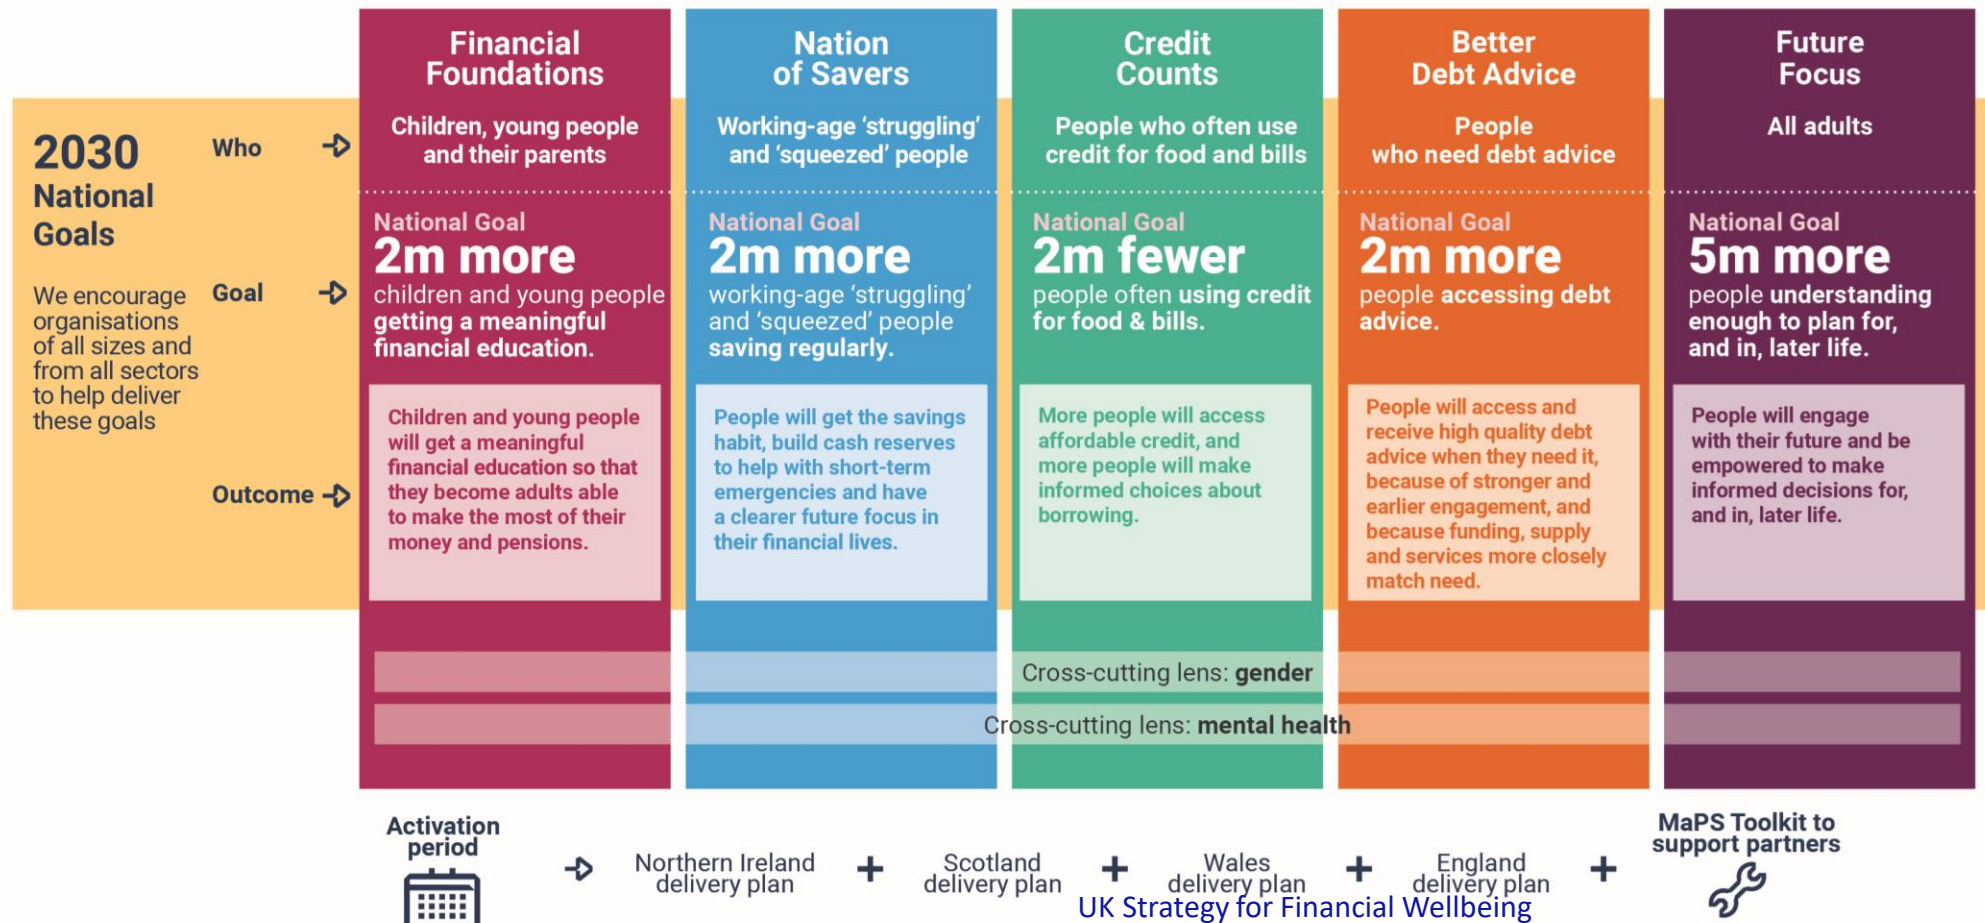 2030
National
Goals
We encourage
organisations
of all sizes and
from all sectors
to help deliver
these goals
Who
Goal
Outcome
Financial
Foundations
Children, young people
and their parents
National Goal
2m more
children and young people
getting a meaningful
financial education.
Children and young people
will get a meaningful
financial education so that
they become adults able
to make the most of their
money and pensions.
Nation
of Savers
Working-age ‘struggling’
and ‘squeezed’ people
National Goal
2m more
working-age ‘struggling’
and ‘squeezed’ people
saving regularly.
People will get the savings
habit, build cash reserves
to help with short-term
emergencies and have
a clearer future focus in
their financial lives.
Credit
Counts
People who often use
credit for food and bills
National Goal
2m fewer
people often using credit
for food & bills.
More people will access
affordable credit, and
more people will make
informed choices about
borrowing.
Better
Debt Advice
People
who need debt advice
National Goal
2m more
people accessing debt
advice.
People will access and
receive high quality debt
advice when they need it,
because of stronger and
earlier engagement, and
because funding, supply
and services more closely
match need.
Future
Focus
All adults
National Goal
5m more
people understanding
enough to plan for,
and in, later life.
People will engage
with their future and be
empowered to make
informed decisions for,
and in, later life.
Cross-cutting lens: gender
Cross-cutting lens: mental health
Activation
period
Northern Ireland
delivery plan
+
Scotland
delivery plan
+
Wales
delivery plan
+
England
delivery plan
+
MaPS Toolkit to
support partners
UK Strategy for Financial Wellbeing